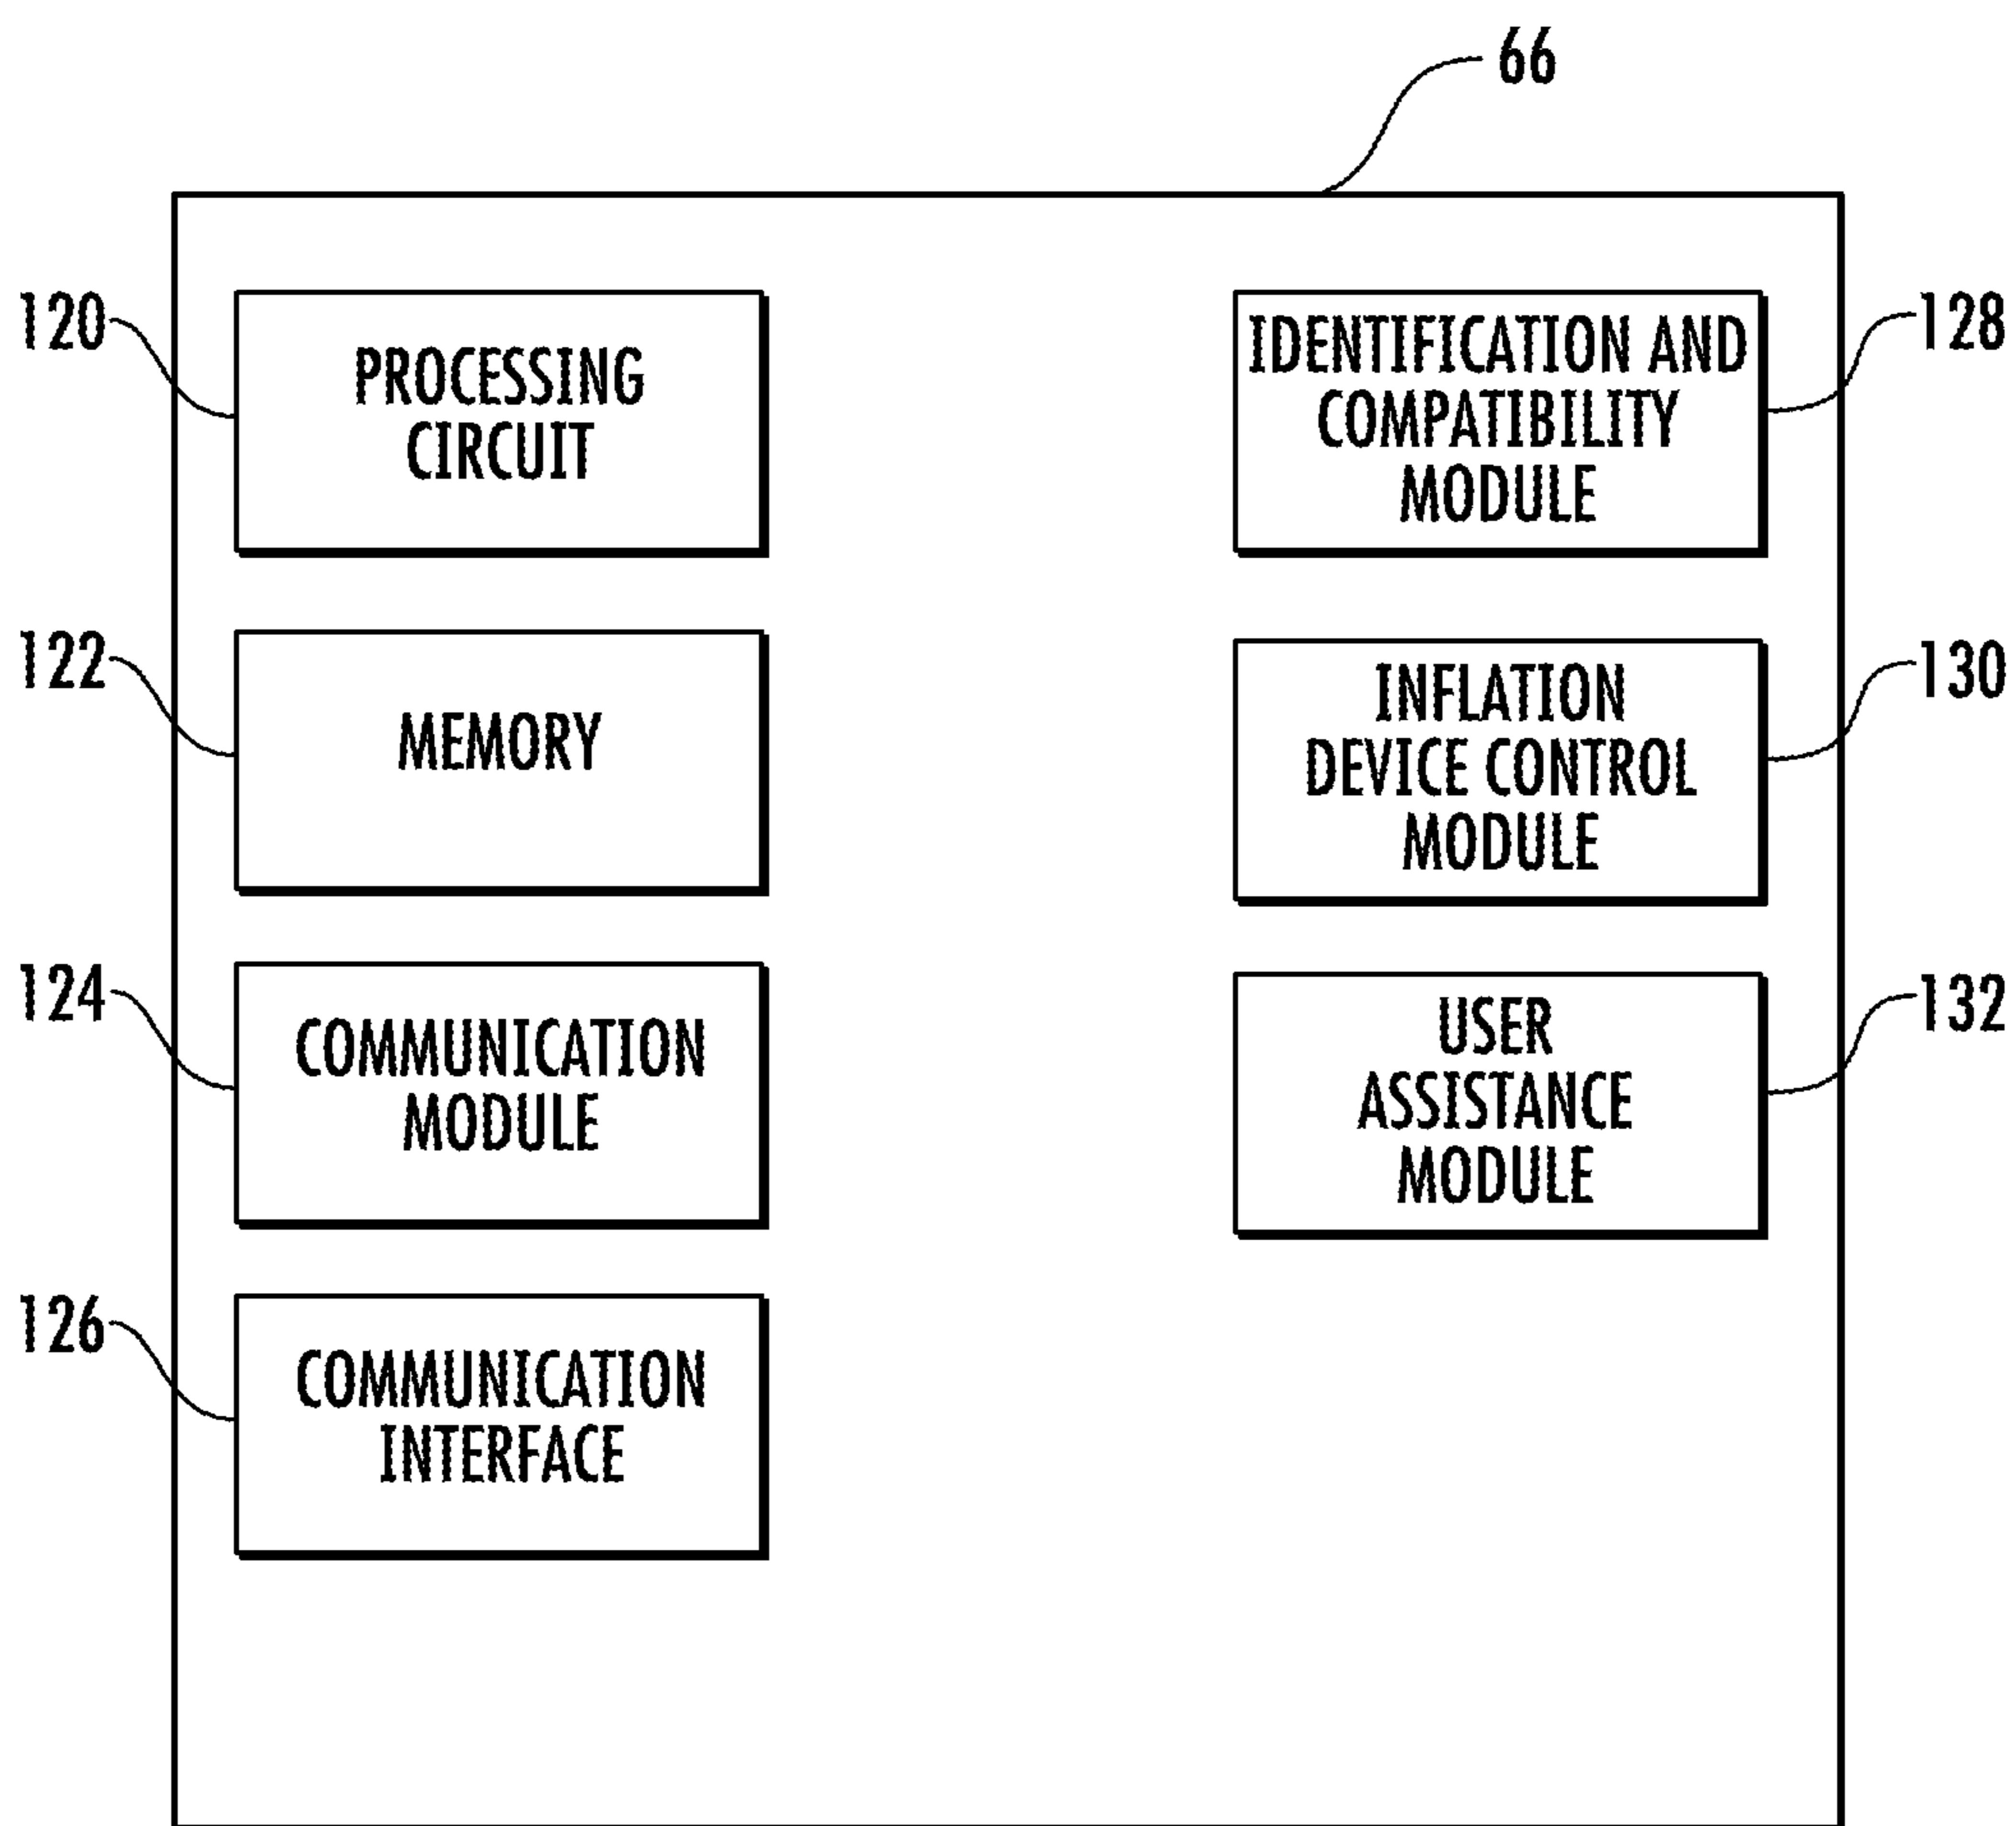 66
120
PROCESSING
CIRCUIT
122
MEMORY
124
COMMUNICATION
MODULE
126
COMMUNICATION
INTERFACE
128
IDENTIFICATION AND
COMPATIBILITY
MODULE
130
INFLATION
DEVICE CONTROL
MODULE
132
USER
ASSISTANCE
MODULE